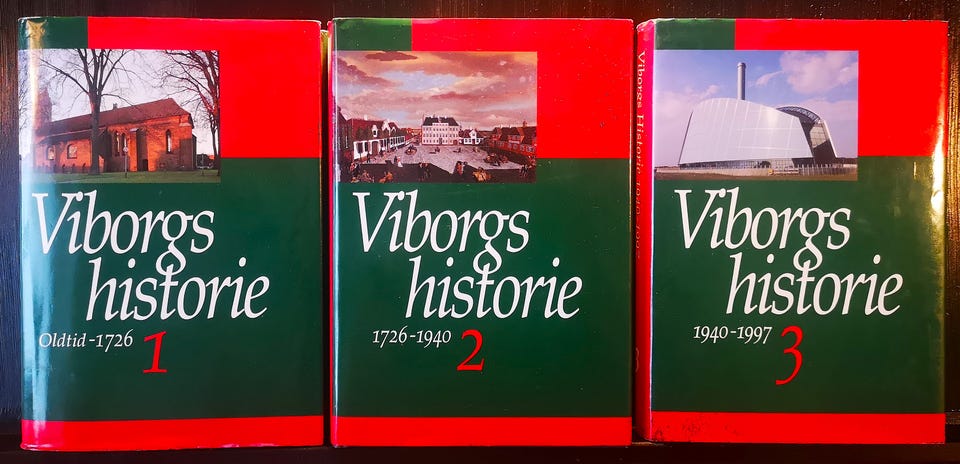 Viborgs
historie
Oldtid-1726 1
Viborgs
historie
1726-1940 2
Viborgs Historie 1940-1997
Viborgs
historie
1940-1997 3